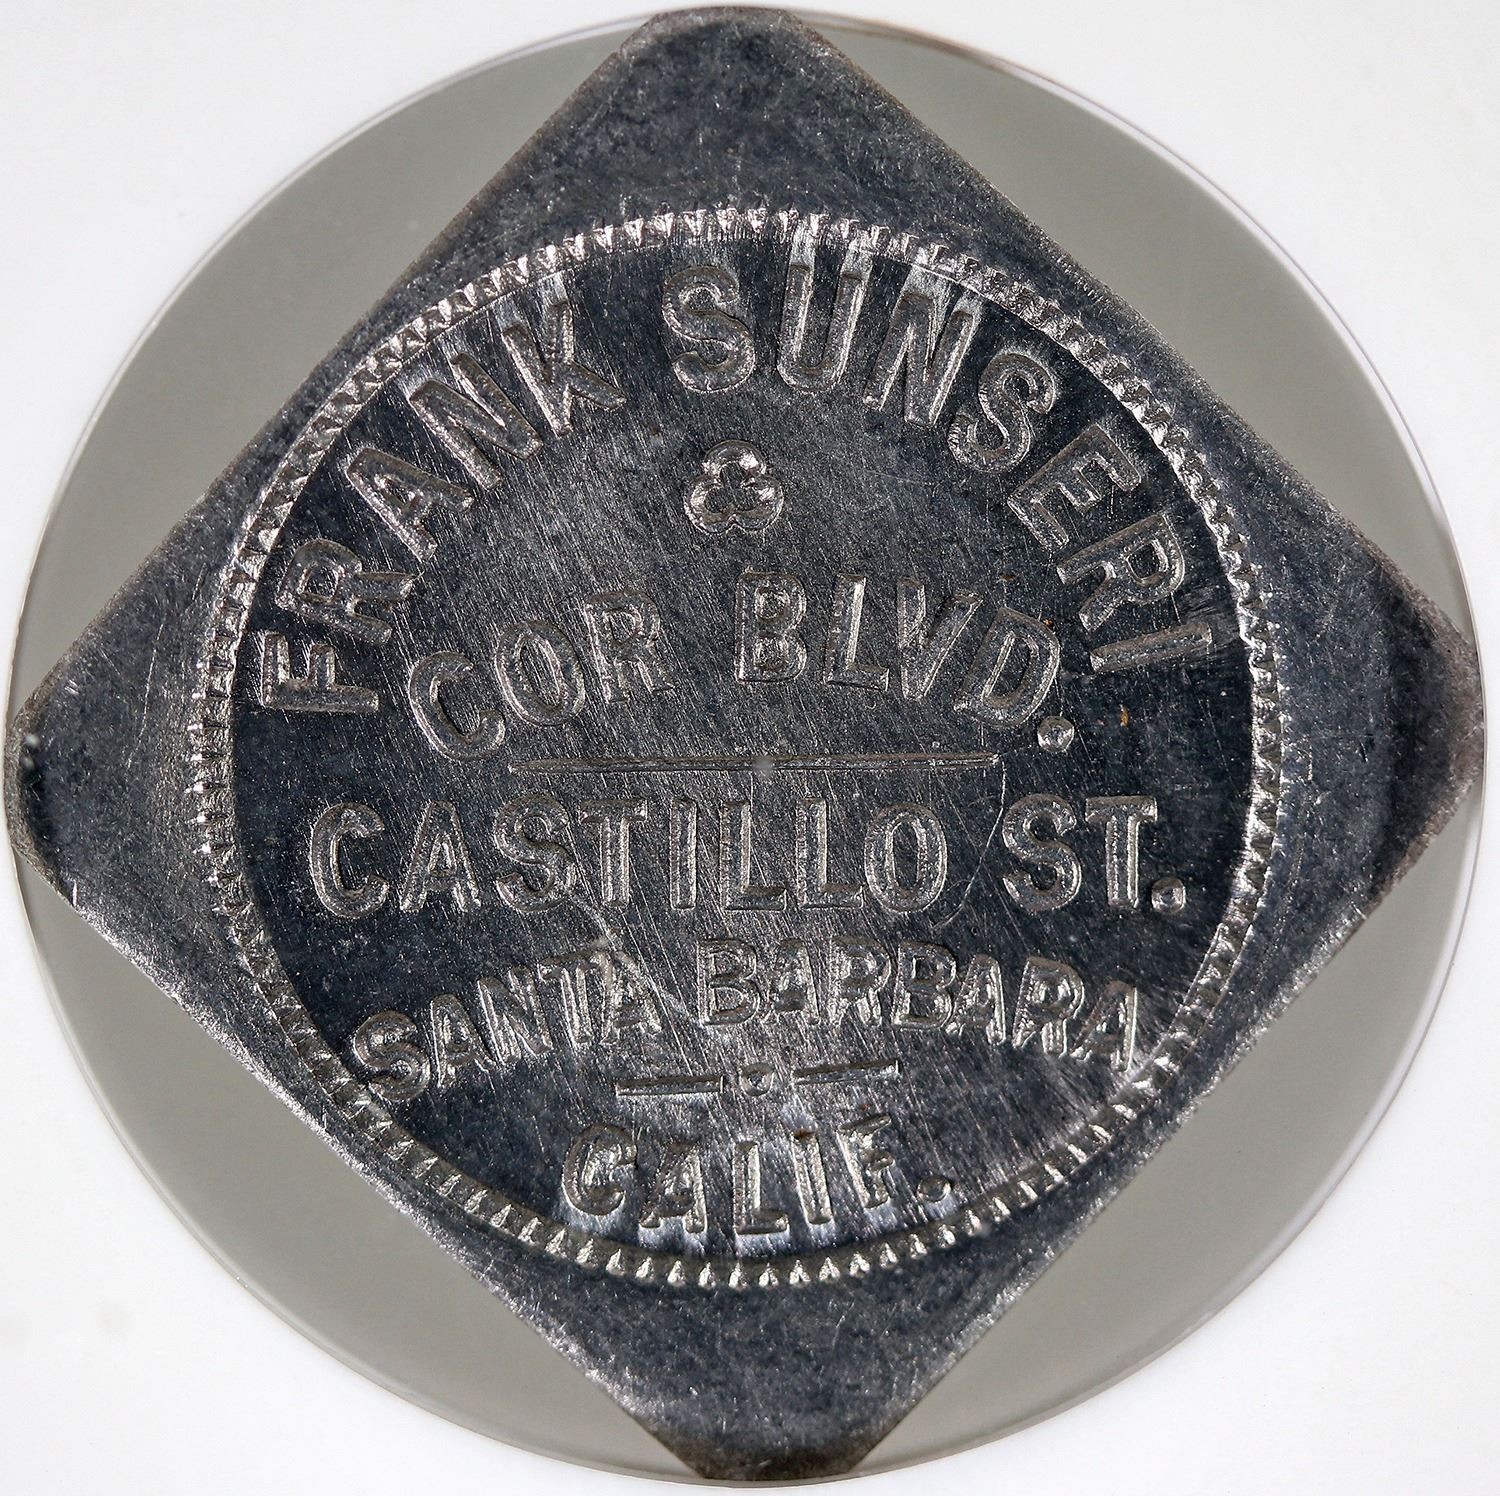 FRANK SUNSERI
COR BLVD.
CASTILLO ST.
SANTA BARBARA
CALIF.